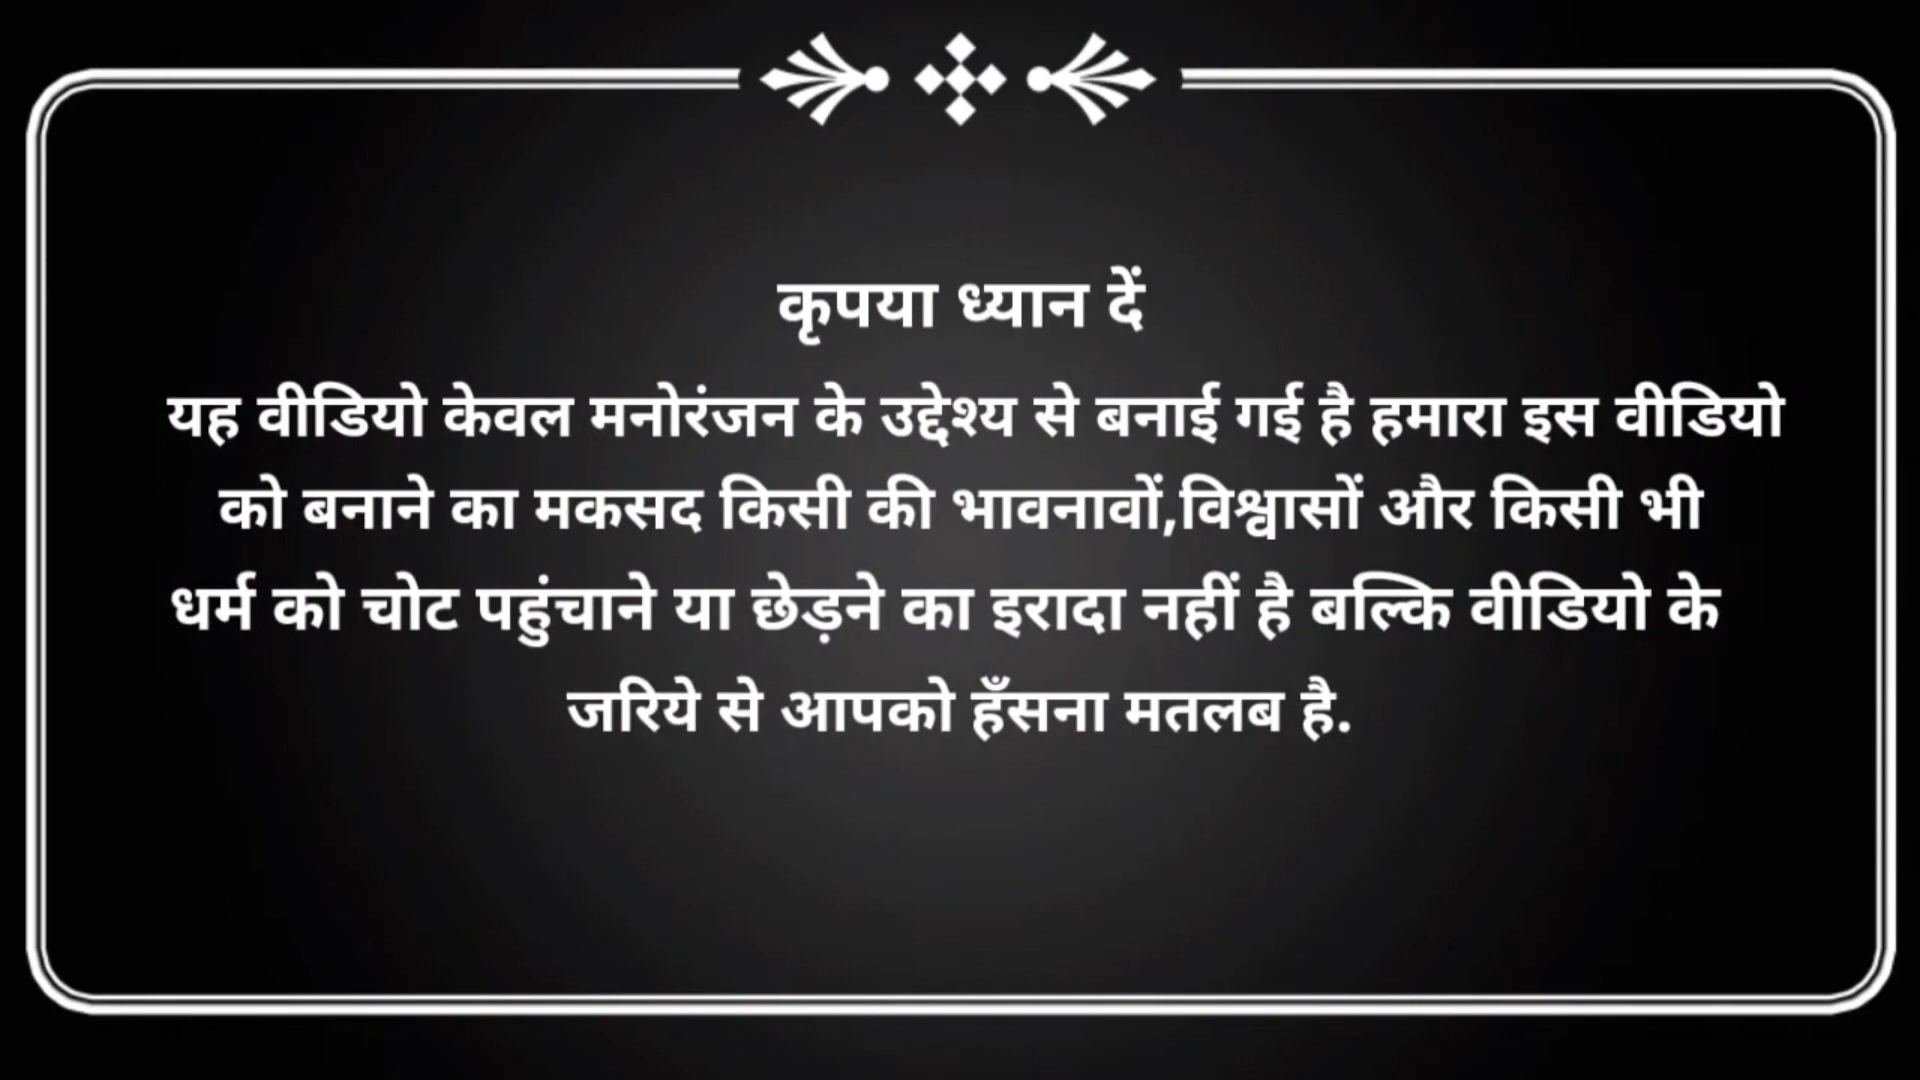 कृपया ध्यान दें
यह वीडियो केवल मनोरंजन के उद्देश्य से बनाई गई है हमारा इस वीडियो
को बनाने का मकसद किसी की भावनावों,विश्वासों और किसी भी
धर्म को चोट पहुंचाने या छेड़ने का इरादा नहीं है बल्कि वीडियो के
जरिये से आपको हँसना मतलब है.